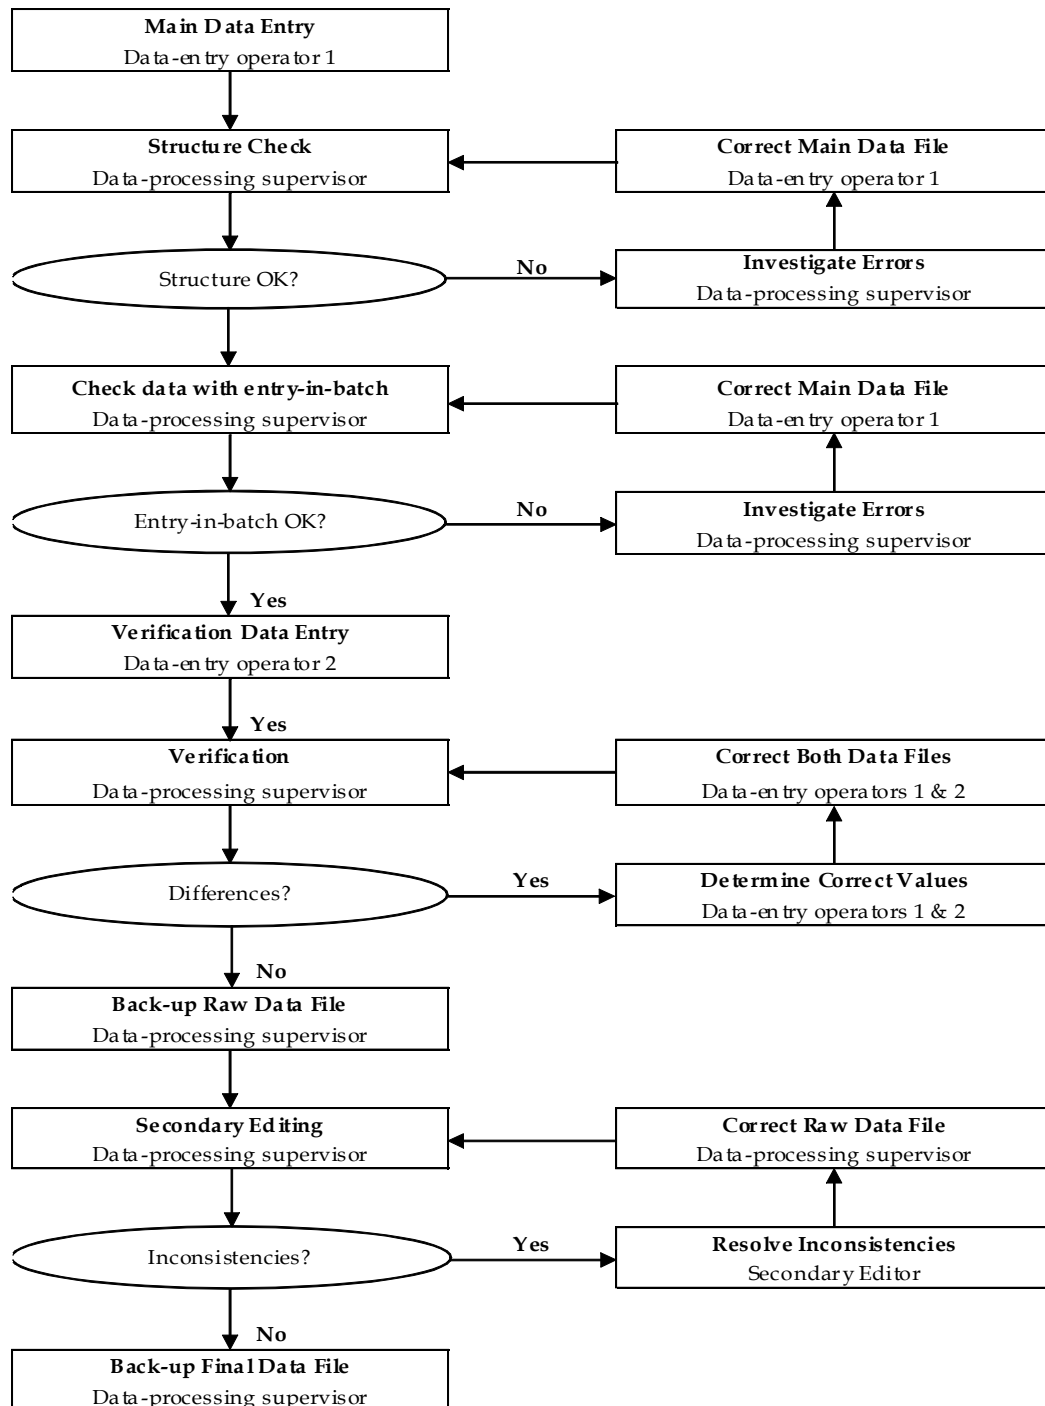 Main Data Entry
Data-entry operator 1
Structure Check
Data-processing supervisor
Correct Main Data File
Data-entry operator 1
Structure OK?
No
Investigate Errors
Data-processing supervisor
Check data with entry-in-batch
Data-processing supervisor
Correct Main Data File
Data-entry operator 1
Entry-in-batch OK?
No
Investigate Errors
Data-processing supervisor
Yes
Verification Data Entry
Data-entry operator 2
Yes
Verification
Data-processing supervisor
Correct Both Data Files
Data-entry operators 1 & 2
Differences?
Yes
Determine Correct Values
Data-entry operators 1 & 2
No
Back-up Raw Data File
Data-processing supervisor
Secondary Editing
Data-processing supervisor
Correct Raw Data File
Data-processing supervisor
Inconsistencies?
Yes
Resolve Inconsistencies
Secondary Editor
No
Back-up Final Data File
Data-processing supervisor